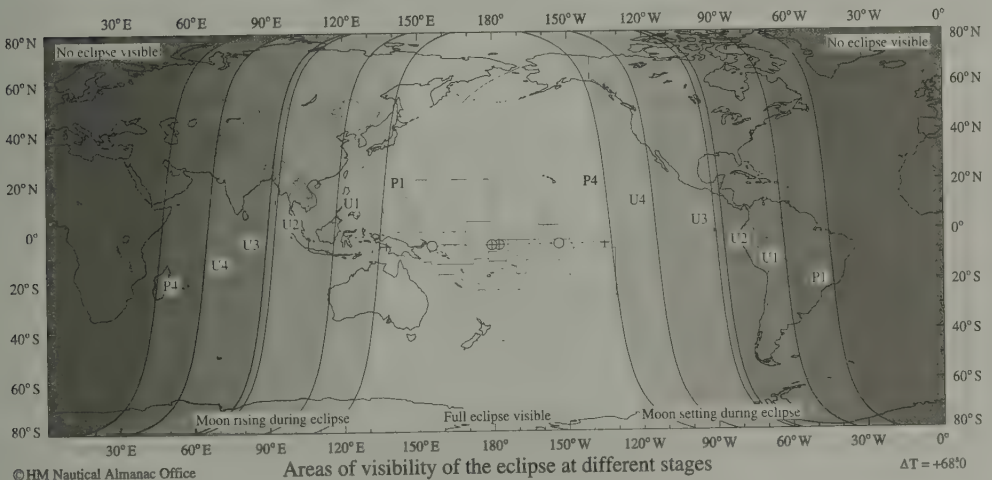 30°E 60°E 90°E 120°E 150°E 180° 150°W 120°W 90°W 60°W 30°W 0°
80°N No eclipse visible No eclipse visible 80°N
60°N 60°N
40°N 40°N
20°N P1 P4 20°N
U1 U4
U2 U3 0°
0° U3 U2
U4 U1
P4 P1 20°S
20°S
40°S 40°S
60°S 60°S
80°S Moon rising during eclipse Full eclipse visible Moon setting during eclipse 80°S
30°E 60°E 90°E 120°E 150°E 180° 150°W 120°W 90°W 60°W 30°W 0°
©HM Nautical Almanac Office Areas of visibility of the eclipse at different stages ΔT = +68ˢ.0